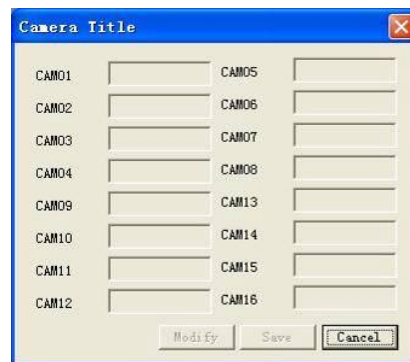 Camera Title
CAM01 CAM05
CAM02 CAM06
CAM03 CAM07
CAM04 CAM08
CAM09 CAM13
CAM10 CAM14
CAM11 CAM15
CAM12 CAM16
Modify Save Cancel